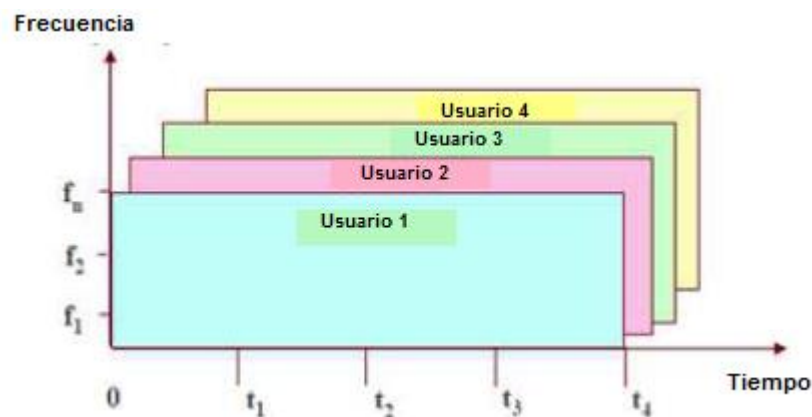 Frecuencia
Usuario 4
Usuario 3
Usuario 2
Usuario 1
fn
f2
f1
0 t1 t2 t3 t4
Tiempo